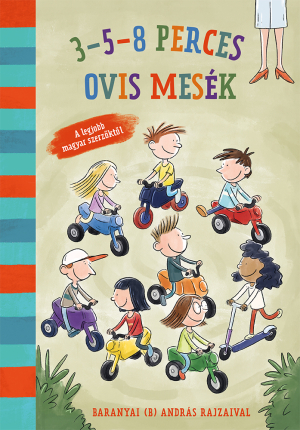 3-5-8 PERCES
OVIS MESÉK
A legjobb
magyar szerzőktől
BARANYAI (B) ANDRÁS RAJZAIVAL